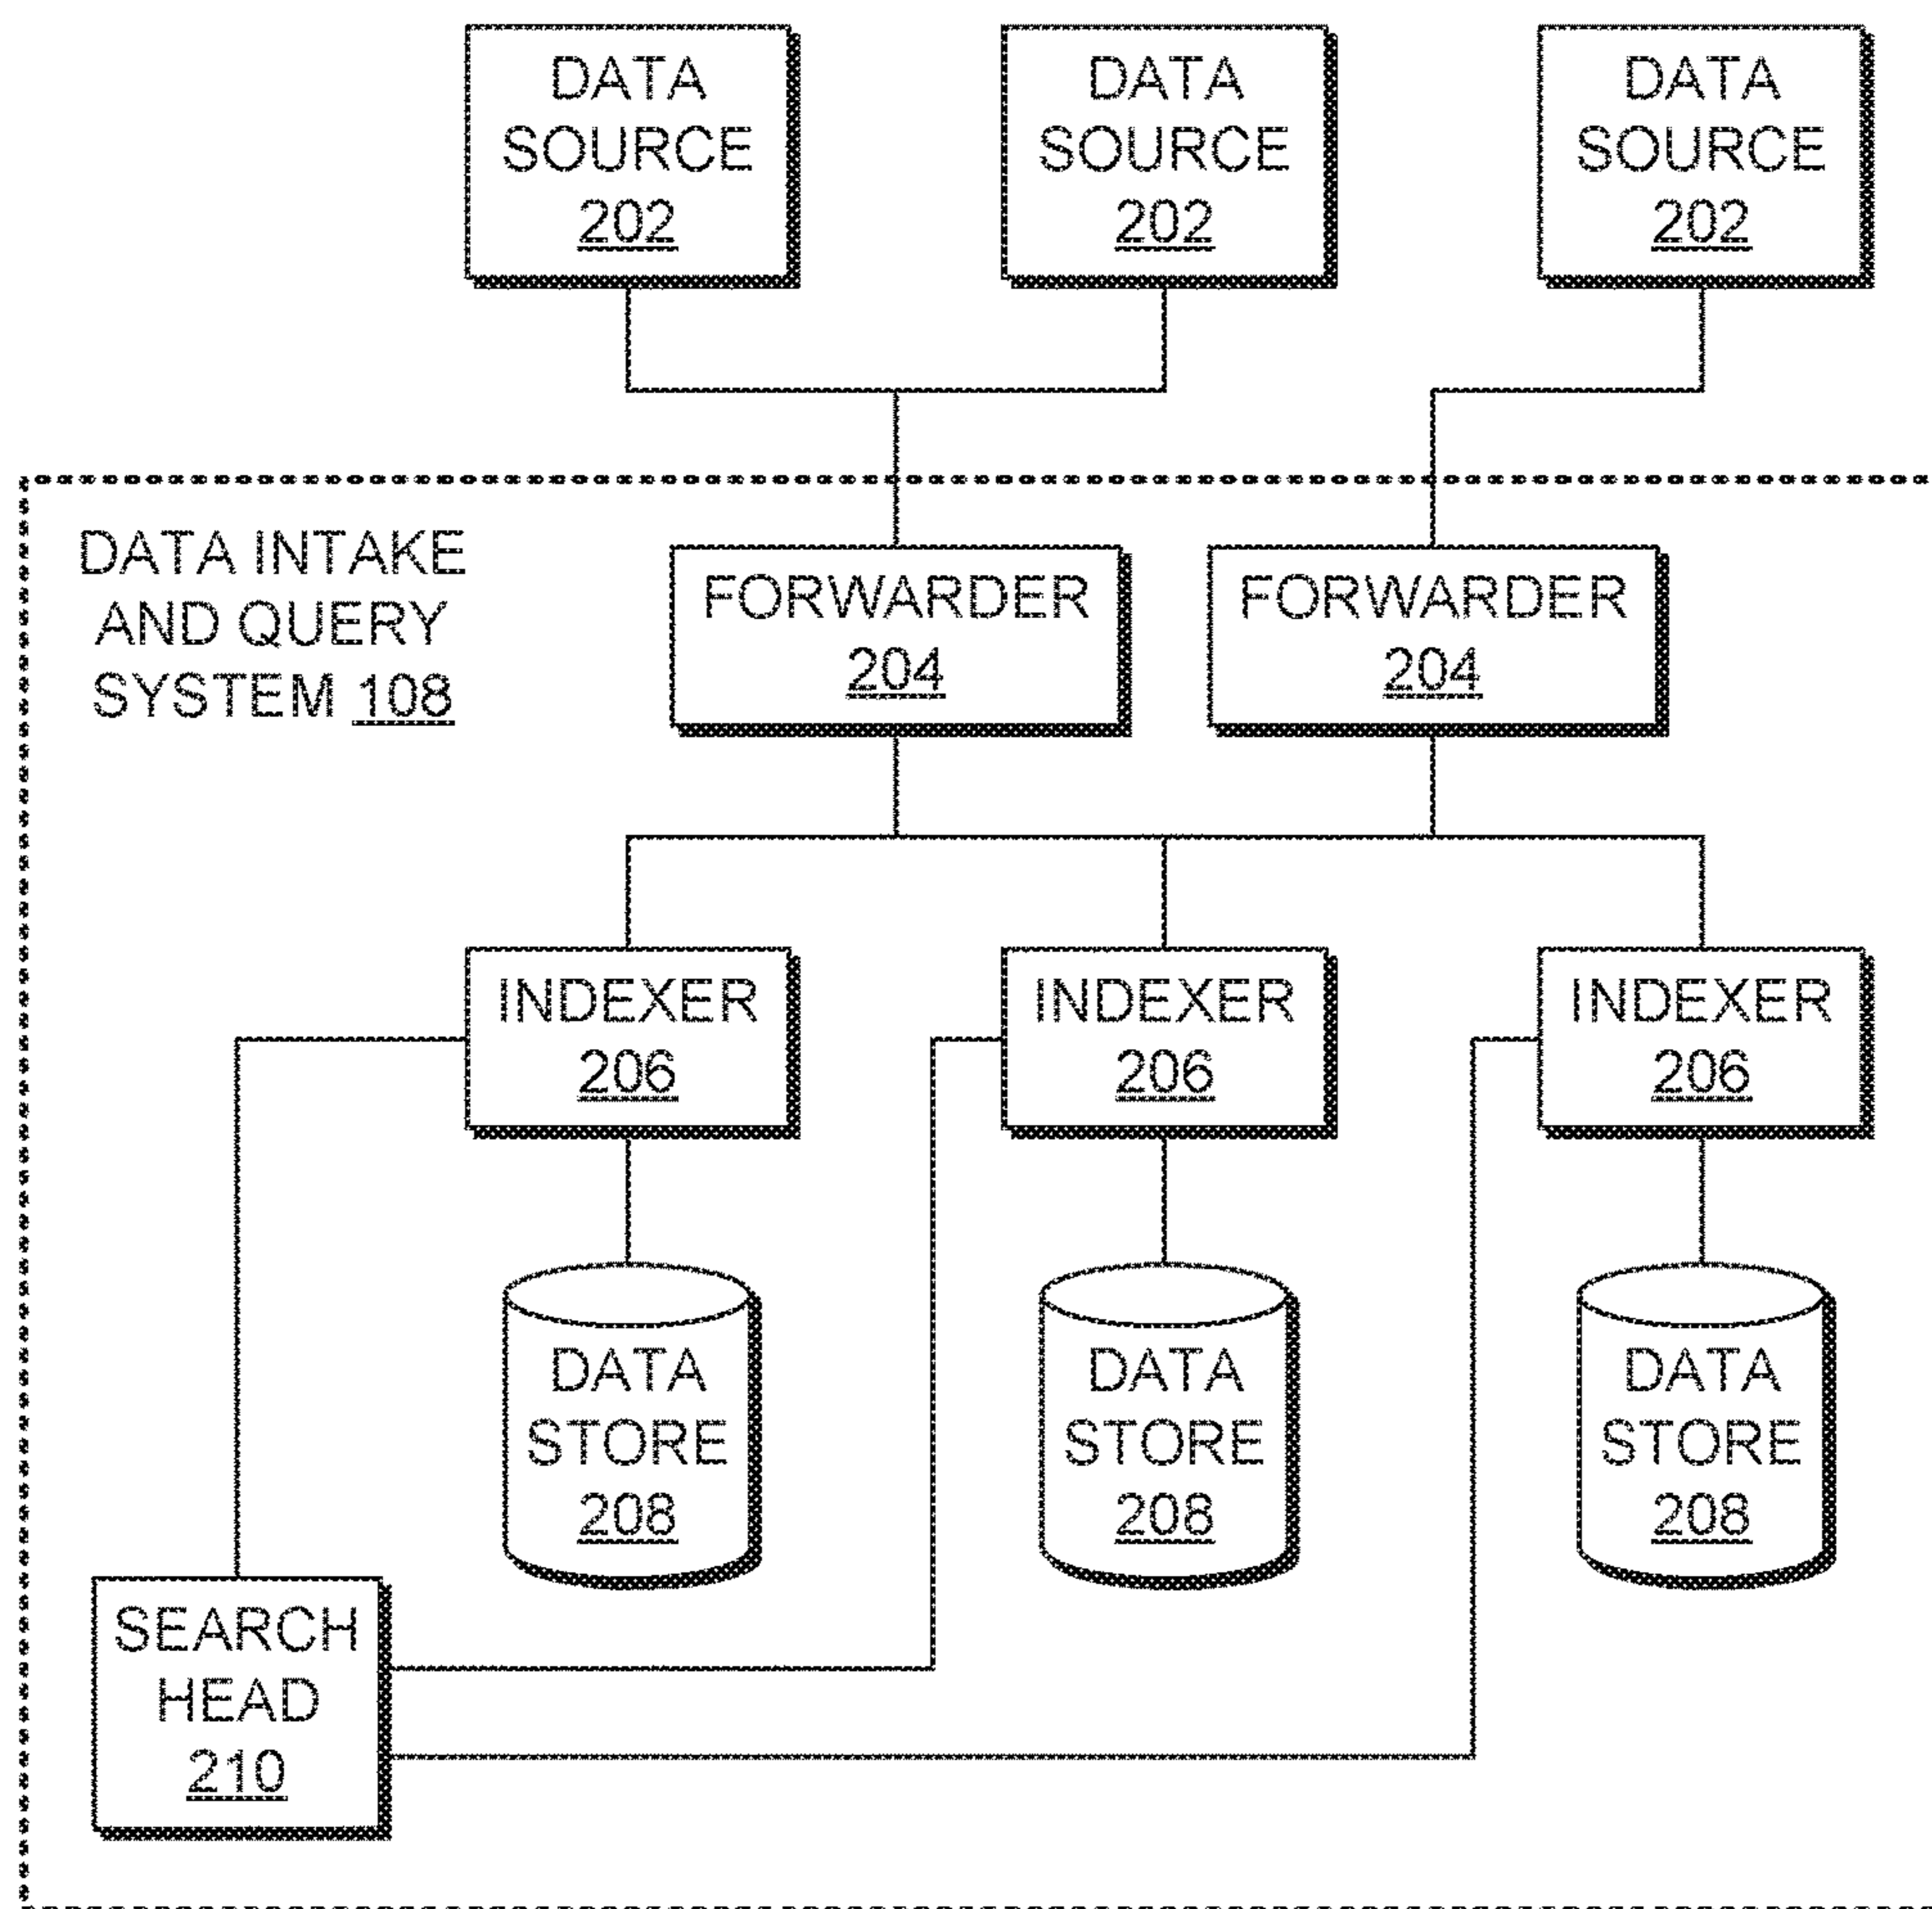 DATA
SOURCE
202
DATA
SOURCE
202
DATA
SOURCE
202
DATA INTAKE
AND QUERY
SYSTEM 108
FORWARDER
204
FORWARDER
204
INDEXER
206
INDEXER
206
INDEXER
206
DATA
STORE
208
DATA
STORE
208
DATA
STORE
208
SEARCH
HEAD
210